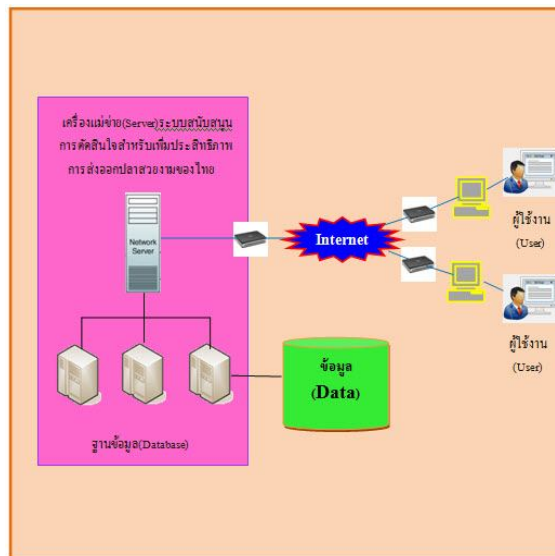 เครื่องแม่ข่าย(Server)ระบบสนับสนุน
การตัดสินใจสำหรับเพิ่มประสิทธิภาพ
การส่งออกปลาสวยงามของไทย
Network
Server
Internet
ผู้ใช้งาน
(User)
ผู้ใช้งาน
(User)
ข้อมูล
(Data)
ฐานข้อมูล(Database)